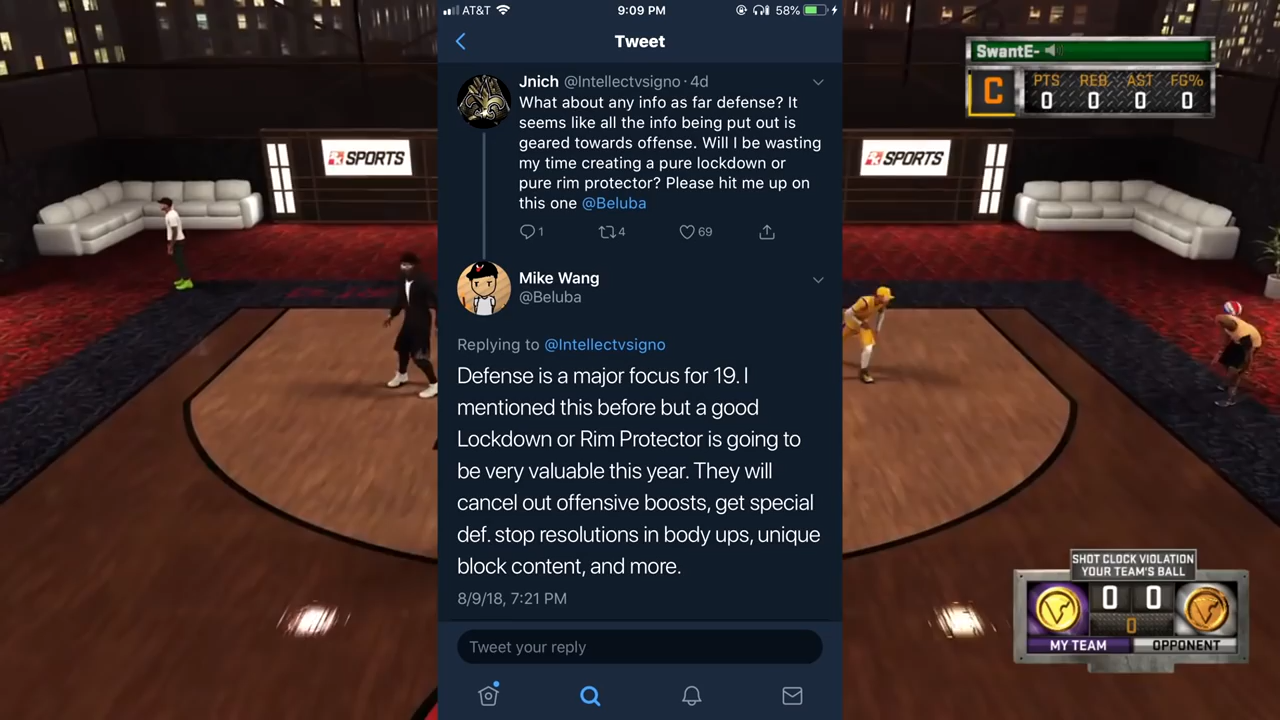 AT&T
9:09 PM
58%
Tweet
Jnich @Intellectvsigno · 4d
What about any info as far defense? It
seems like all the info being put out is
geared towards offense. Will I be wasting
my time creating a pure lockdown or
pure rim protector? Please hit me up on
this one @Beluba
1
4
69
Mike Wang
@Beluba
Replying to @Intellectvsigno
Defense is a major focus for 19. I
mentioned this before but a good
Lockdown or Rim Protector is going to
be very valuable this year. They will
cancel out offensive boosts, get special
def. stop resolutions in body ups, unique
block content, and more.
8/9/18, 7:21 PM
Tweet your reply
2K SPORTS
2K SPORTS
SwantE-
C
PTS REB AST FG%
0 0 0 0
SHOT CLOCK VIOLATION
YOUR TEAM'S BALL
0 0
0
MY TEAM OPPONENT